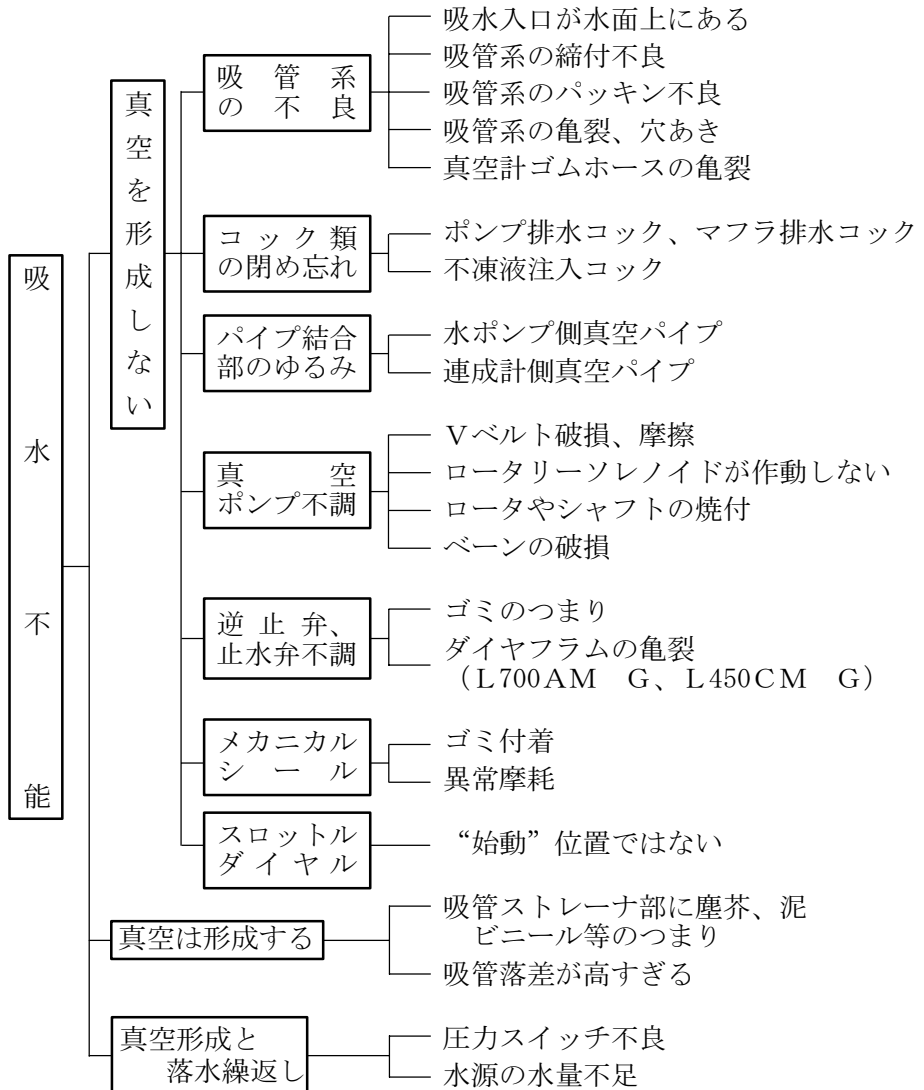 吸水不能
真空を形成しない
吸管系
の不良
吸水入口が水面上にある
吸管系の締付不良
吸管系のパッキン不良
吸管系の亀裂、穴あき
真空計ゴムホースの亀裂
コック類
の閉め忘れ
ポンプ排水コック、マフラ排水コック
不凍液注入コック
パイプ結合
部のゆるみ
水ポンプ側真空パイプ
連成計側真空パイプ
真空
ポンプ不調
Ｖベルト破損、摩擦
ロータリーソレノイドが作動しない
ロータやシャフトの焼付
ベーンの破損
逆止弁、
止水弁不調
ゴミのつまり
ダイヤフラムの亀裂
（Ｌ700ＡＭ　Ｇ、Ｌ450ＣＭ　Ｇ）
メカニカル
シール
ゴミ付着
異常摩耗
スロットル
ダイヤル
“始動”位置ではない
真空は形成する
吸管ストレーナ部に塵芥、泥
ビニール等のつまり
吸管落差が高すぎる
真空形成と
落水繰返し
圧力スイッチ不良
水源の水量不足